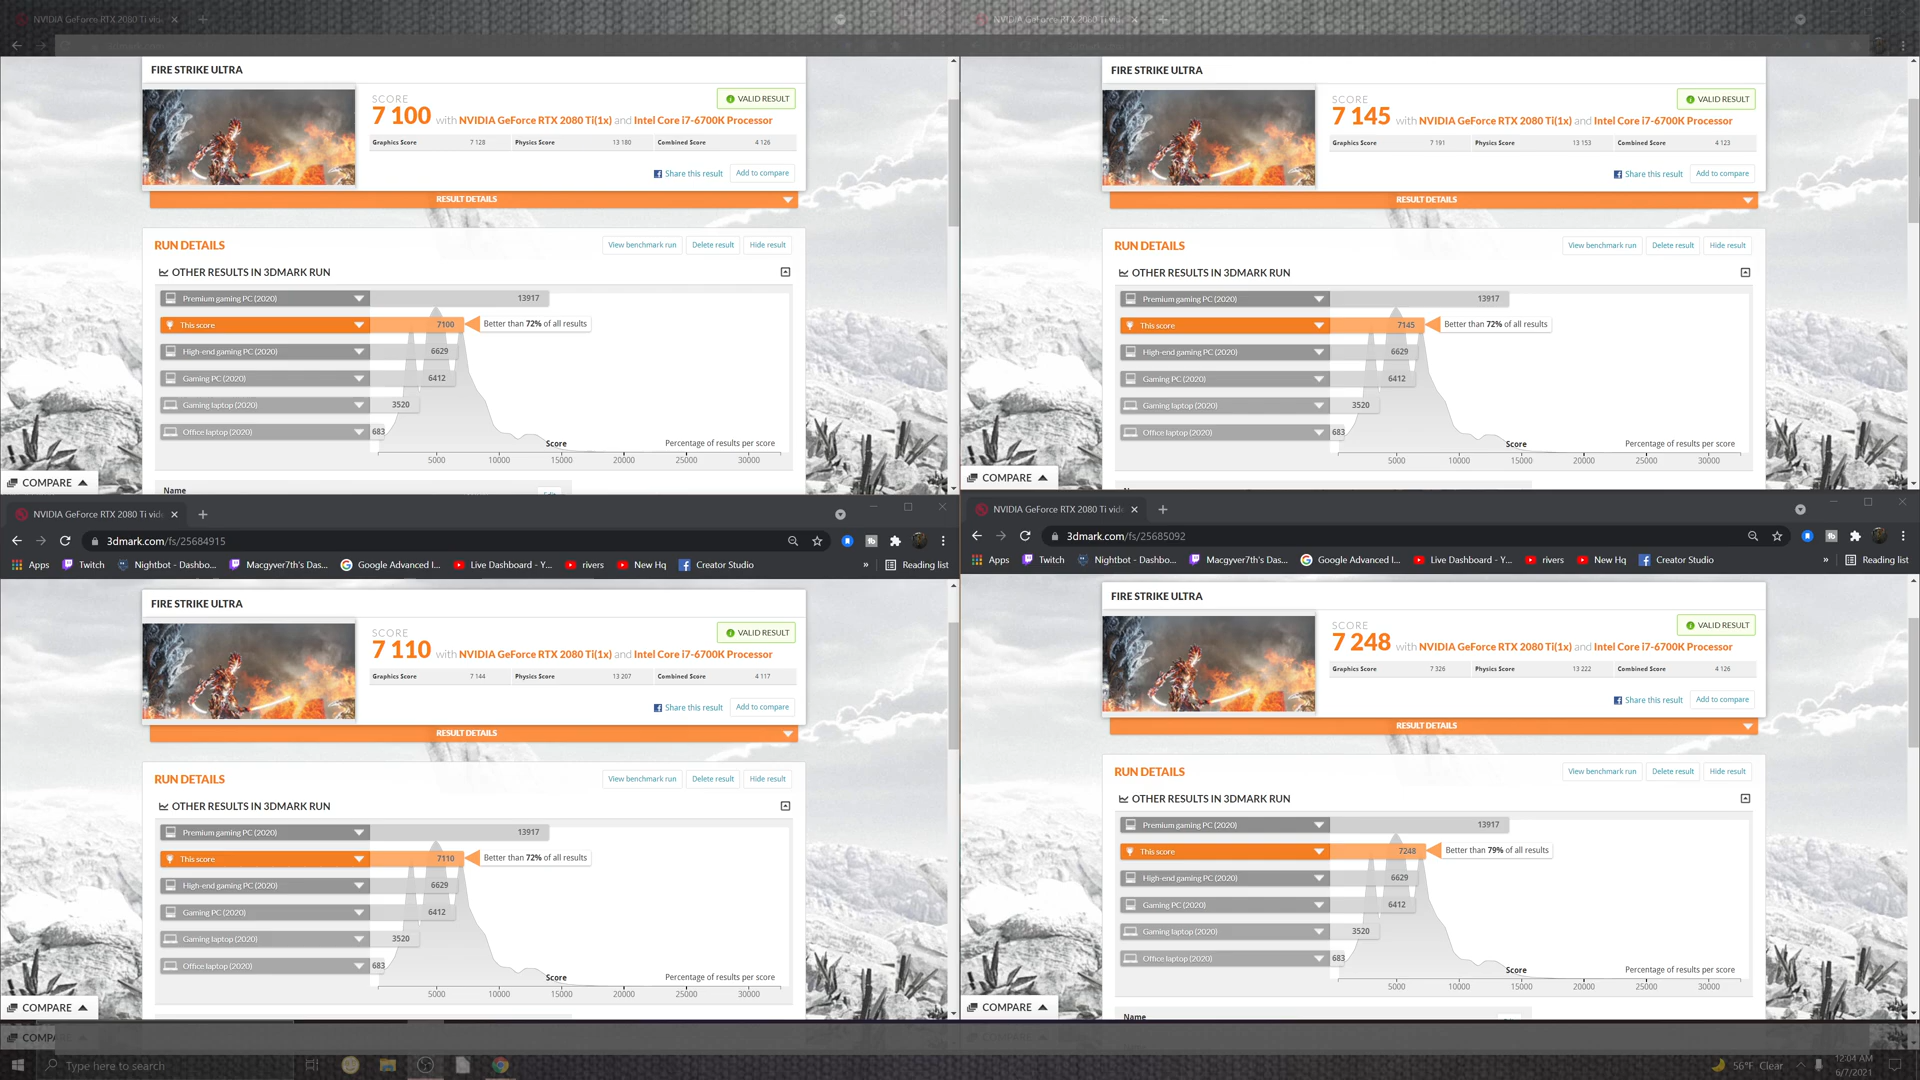 NVIDIA GeForce RTX 2080 Ti vid
NVIDIA GeForce RTX 2080 Ti vid
FIRE STRIKE ULTRA
SCORE
7 100 with NVIDIA GeForce RTX 2080 Ti(1x) and Intel Core i7-6700K Processor
VALID RESULT
Graphics Score 7 128 Physics Score 13 180 Combined Score 4 126
Share this result Add to compare
RESULT DETAILS
RUN DETAILS
View benchmark run Delete result Hide result
OTHER RESULTS IN 3DMARK RUN
Premium gaming PC (2020) 13917
This score 7100 Better than 72% of all results
High-end gaming PC (2020) 6629
Gaming PC (2020) 6412
Gaming laptop (2020) 3520
Office laptop (2020) 683
Score Percentage of results per score
5000 10000 15000 20000 25000 30000
COMPARE
Name
FIRE STRIKE ULTRA
SCORE
7 145 with NVIDIA GeForce RTX 2080 Ti(1x) and Intel Core i7-6700K Processor
VALID RESULT
Graphics Score 7 191 Physics Score 13 153 Combined Score 4 123
Share this result Add to compare
RESULT DETAILS
RUN DETAILS
View benchmark run Delete result Hide result
OTHER RESULTS IN 3DMARK RUN
Premium gaming PC (2020) 13917
This score 7145 Better than 72% of all results
High-end gaming PC (2020) 6629
Gaming PC (2020) 6412
Gaming laptop (2020) 3520
Office laptop (2020) 683
Score Percentage of results per score
5000 10000 15000 20000 25000 30000
COMPARE
NVIDIA GeForce RTX 2080 Ti vid
3dmark.com/fs/25684915
Apps Twitch Nightbot - Dashbo... Macgyver7th's Das... Google Advanced I... Live Dashboard - Y... rivers New Hq Creator Studio » Reading list
FIRE STRIKE ULTRA
SCORE
7 110 with NVIDIA GeForce RTX 2080 Ti(1x) and Intel Core i7-6700K Processor
VALID RESULT
Graphics Score 7 144 Physics Score 13 207 Combined Score 4 117
Share this result Add to compare
RESULT DETAILS
RUN DETAILS
View benchmark run Delete result Hide result
OTHER RESULTS IN 3DMARK RUN
Premium gaming PC (2020) 13917
This score 7110 Better than 72% of all results
High-end gaming PC (2020) 6629
Gaming PC (2020) 6412
Gaming laptop (2020) 3520
Office laptop (2020) 683
Score Percentage of results per score
5000 10000 15000 20000 25000 30000
COMPARE
NVIDIA GeForce RTX 2080 Ti vid
3dmark.com/fs/25685092
Apps Twitch Nightbot - Dashbo... Macgyver7th's Das... Google Advanced I... Live Dashboard - Y... rivers New Hq Creator Studio » Reading list
FIRE STRIKE ULTRA
SCORE
7 248 with NVIDIA GeForce RTX 2080 Ti(1x) and Intel Core i7-6700K Processor
VALID RESULT
Graphics Score 7 326 Physics Score 13 222 Combined Score 4 126
Share this result Add to compare
RESULT DETAILS
RUN DETAILS
View benchmark run Delete result Hide result
OTHER RESULTS IN 3DMARK RUN
Premium gaming PC (2020) 13917
This score 7248 Better than 79% of all results
High-end gaming PC (2020) 6629
Gaming PC (2020) 6412
Gaming laptop (2020) 3520
Office laptop (2020) 683
Score Percentage of results per score
5000 10000 15000 20000 25000 30000
COMPARE
Name
COMP
Type here to search
56°F Clear
12:04 AM
6/7/2021